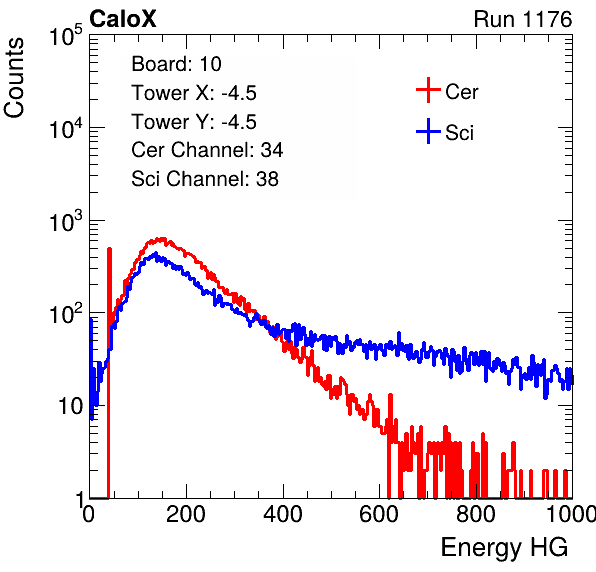 CaloX Run 1176
Counts
10^5
10^4
10^3
10^2
10
1
Board: 10
Tower X: -4.5
Tower Y: -4.5
Cer Channel: 34
Sci Channel: 38
Cer
Sci
0 200 400 600 800 1000
Energy HG